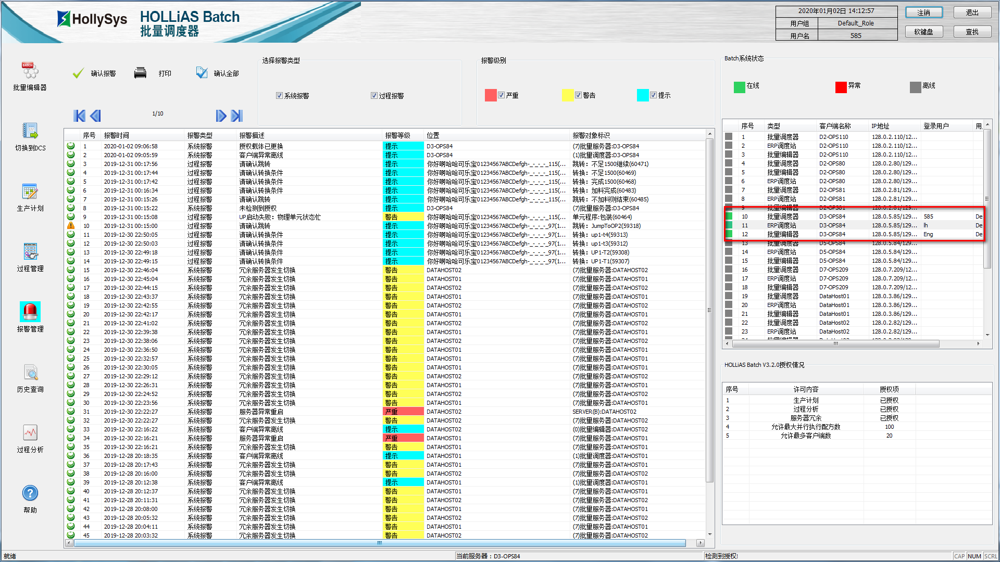 HollySys
HOLLiAS Batch
批量调度器
2020年01月02日 14:12:57
用户组 Default_Role
用户名 585
注销 退出
软键盘 查找
BATCH
批量编辑器
切换到DCS
生产计划
过程管理
报警管理
历史查询
过程分析
帮助
确认报警 打印 确认全部
1/10
选择报警类型
系统报警 过程报警
报警级别
严重 警告 提示
序号 报警时间 报警类型 报警描述 报警等级 位置 报警对象标识
1 2020-01-02 09:06:58 系统报警 授权载体已更换 提示 D3-OPS84 (7)批量服务器:D3-OPS84
2 2020-01-02 09:05:59 系统报警 客户端异常离线 提示 D3-OPS84 (1)批量调度器:D3-OPS84
3 2019-12-31 00:17:56 过程报警 请确认跳转 提示 你好啊哈哈可乐宝01234567ABCDefgh-_-_-_-_115(... 跳转：不足1500继续(60471)
4 2019-12-31 00:17:44 过程报警 请确认转换条件 提示 你好啊哈哈可乐宝01234567ABCDefgh-_-_-_-_115(... 转换：不足1500(60469)
5 2019-12-31 00:17:42 过程报警 请确认转换条件 提示 你好啊哈哈可乐宝01234567ABCDefgh-_-_-_-_115(... 转换：完成1500(60468)
6 2019-12-31 00:16:34 过程报警 请确认转换条件 提示 你好啊哈哈可乐宝01234567ABCDefgh-_-_-_-_115(... 转换：加料完成(60483)
7 2019-12-31 00:15:26 过程报警 请确认跳转 提示 你好啊哈哈可乐宝01234567ABCDefgh-_-_-_-_115(... 跳转：不加料则结束(60485)
8 2019-12-31 00:15:22 系统报警 未检测到授权 提示 D3-OPS84 (7)批量服务器:D3-OPS84
9 2019-12-31 00:15:08 过程报警 UP启动失败：物理单元状态忙 警告 你好啊哈哈可乐宝01234567ABCDefgh-_-_-_-_115(... 单元程序:包装(60464)
10 2019-12-31 00:15:00 过程报警 请确认跳转 提示 你好啊哈哈可乐宝01234567ABCDefgh-_-_-_-_97(1... 跳转：JumpToOP2(59318)
11 2019-12-30 22:50:05 过程报警 请确认转换条件 提示 你好啊哈哈可乐宝01234567ABCDefgh-_-_-_-_97(1... 转换：up1-t4(59313)
12 2019-12-30 22:50:03 过程报警 请确认转换条件 提示 你好啊哈哈可乐宝01234567ABCDefgh-_-_-_-_97(1... 转换：up1-t3(59312)
13 2019-12-30 22:49:18 过程报警 请确认转换条件 提示 你好啊哈哈可乐宝01234567ABCDefgh-_-_-_-_97(1... 转换：UP1-T2(59308)
14 2019-12-30 22:49:15 过程报警 请确认转换条件 提示 你好啊哈哈可乐宝01234567ABCDefgh-_-_-_-_97(1... 转换：UP1-T1(59307)
15 2019-12-30 22:46:04 系统报警 冗余服务器发生切换 警告 DATAHOST02 (7)批量服务器:DATAHOST02
16 2019-12-30 22:45:04 系统报警 冗余服务器发生切换 警告 DATAHOST01 (7)批量服务器:DATAHOST01
17 2019-12-30 22:44:15 系统报警 冗余服务器发生切换 警告 DATAHOST02 (7)批量服务器:DATAHOST02
18 2019-12-30 22:43:37 系统报警 冗余服务器发生切换 警告 DATAHOST01 (7)批量服务器:DATAHOST01
19 2019-12-30 22:42:55 系统报警 冗余服务器发生切换 警告 DATAHOST02 (7)批量服务器:DATAHOST02
20 2019-12-30 22:42:17 系统报警 冗余服务器发生切换 警告 DATAHOST01 (7)批量服务器:DATAHOST01
21 2019-12-30 22:41:02 系统报警 冗余服务器发生切换 警告 DATAHOST02 (7)批量服务器:DATAHOST02
22 2019-12-30 22:39:38 系统报警 冗余服务器发生切换 警告 DATAHOST01 (7)批量服务器:DATAHOST01
23 2019-12-30 22:38:06 系统报警 冗余服务器发生切换 警告 DATAHOST02 (7)批量服务器:DATAHOST02
24 2019-12-30 22:36:50 系统报警 冗余服务器发生切换 警告 DATAHOST01 (7)批量服务器:DATAHOST01
25 2019-12-30 22:32:57 系统报警 冗余服务器发生切换 警告 DATAHOST01 (7)批量服务器:DATAHOST01
26 2019-12-30 22:30:05 系统报警 冗余服务器发生切换 警告 DATAHOST01 (7)批量服务器:DATAHOST01
27 2019-12-30 22:29:12 系统报警 冗余服务器发生切换 警告 DATAHOST02 (7)批量服务器:DATAHOST02
28 2019-12-30 22:26:31 系统报警 冗余服务器发生切换 警告 DATAHOST01 (7)批量服务器:DATAHOST01
29 2019-12-30 22:24:52 系统报警 冗余服务器发生切换 警告 DATAHOST02 (7)批量服务器:DATAHOST02
30 2019-12-30 22:23:56 系统报警 冗余服务器发生切换 警告 DATAHOST01 (7)批量服务器:DATAHOST01
31 2019-12-30 22:22:27 系统报警 服务器异常重启 严重 DATAHOST02 SERVER(B):DATAHOST02
32 2019-12-30 22:22:27 系统报警 冗余服务器发生切换 警告 DATAHOST02 (7)批量服务器:DATAHOST02
33 2019-12-30 22:16:22 系统报警 客户端异常离线 提示 DATAHOST02 (0)批量编辑器:DATAHOST02
34 2019-12-30 22:16:21 系统报警 服务器异常重启 严重 DATAHOST01 (7)批量服务器:DATAHOST01
35 2019-12-30 22:16:21 系统报警 冗余服务器发生切换 警告 DATAHOST01 (7)批量服务器:DATAHOST01
36 2019-12-28 20:18:35 系统报警 客户端异常离线 提示 DATAHOST01 (1)批量调度器:DATAHOST01
37 2019-12-28 20:17:43 系统报警 冗余服务器发生切换 警告 DATAHOST01 (7)批量服务器:DATAHOST01
38 2019-12-28 20:16:00 系统报警 冗余服务器发生切换 警告 DATAHOST02 (7)批量服务器:DATAHOST02
39 2019-12-28 20:12:38 系统报警 客户端异常离线 提示 DATAHOST01 (1)批量调度器:DATAHOST01
40 2019-12-28 20:12:37 系统报警 冗余服务器发生切换 警告 DATAHOST01 (7)批量服务器:DATAHOST01
41 2019-12-28 20:11:31 系统报警 冗余服务器发生切换 警告 DATAHOST02 (7)批量服务器:DATAHOST02
42 2019-12-28 20:08:00 系统报警 冗余服务器发生切换 警告 DATAHOST01 (7)批量服务器:DATAHOST01
43 2019-12-28 20:05:32 系统报警 冗余服务器发生切换 警告 DATAHOST02 (7)批量服务器:DATAHOST02
44 2019-12-28 20:04:11 系统报警 冗余服务器发生切换 警告 DATAHOST01 (7)批量服务器:DATAHOST01
45 2019-12-28 20:03:32 系统报警 冗余服务器发生切换 警告 DATAHOST02 (7)批量服务器:DATAHOST02
Batch系统状态
在线 异常 离线
序号 类型 客户端名称 IP地址 登录用户 用
1 批量调度器 D2-OPS110 128.0.2.110/12...
2 ERP调度站 D2-OPS110 128.0.2.110/12...
3 批量编辑器 D2-OPS110 128.0.2.110/12...
4 批量调度器 D2-OPS80 128.0.2.80/129...
5 批量编辑器 D2-OPS80 128.0.2.80/129...
6 ERP调度站 D2-OPS80 128.0.2.80/129...
7 批量调度器 D2-OPS81 128.0.2.81/129...
8 ERP调度站 D2-OPS81 128.0.2.81/129...
9 批量编辑器 D2-OPS81 128.0.2.81/129...
10 批量调度器 D3-OPS84 128.0.5.85/129... 585 De
11 ERP调度站 D3-OPS84 128.0.5.85/129... lh De
12 批量编辑器 D3-OPS84 128.0.5.85/129... Eng De
13 批量调度器 D5-OPS84 128.0.5.84/129...
14 ERP调度站 D5-OPS84 128.0.5.84/129...
15 批量编辑器 D5-OPS84 128.0.5.84/129...
16 批量调度器 D7-OPS209 128.0.7.209/12...
17 ERP调度站 D7-OPS209 128.0.7.209/12...
18 批量编辑器 D7-OPS209 128.0.7.209/12...
19 批量调度器 DataHost01 128.0.3.86/129...
20 ERP调度站 DataHost01 128.0.3.86/129...
21 批量编辑器 DataHost01 128.0.3.86/129...
22 批量调度器 DataHost02 128.0.2.82/129...
23 ERP调度站 DataHost02 128.0.2.82/129...
HOLLiAS Batch V3.2.0授权情况
序号 许可内容 授权项
1 生产计划 已授权
2 过程分析 已授权
3 服务器冗余 已授权
4 允许最大并行执行配方数 100
5 允许最多客户端数 20
就绪 当前服务器：D3-OPS84 检测到授权! CAP NUM SCRL